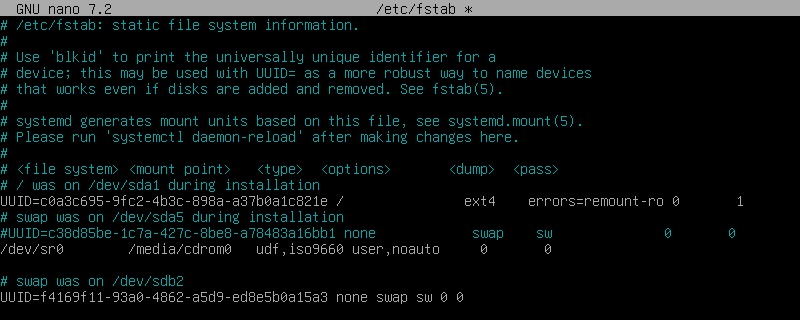 GNU nano 7.2 /etc/fstab *
# /etc/fstab: static file system information.
#
# Use 'blkid' to print the universally unique identifier for a
# device; this may be used with UUID= as a more robust way to name devices
# that works even if disks are added and removed. See fstab(5).
#
# systemd generates mount units based on this file, see systemd.mount(5).
# Please run 'systemctl daemon-reload' after making changes here.
#
# <file system> <mount point> <type> <options> <dump> <pass>
# / was on /dev/sda1 during installation
UUID=c0a3c695-9fc2-4b3c-898a-a37b0a1c821e / ext4 errors=remount-ro 0 1
# swap was on /dev/sda5 during installation
#UUID=c38d85be-1c7a-427c-8be8-a78483a16bb1 none swap sw 0 0
/dev/sr0 /media/cdrom0 udf,iso9660 user,noauto 0 0
# swap was on /dev/sdb2
UUID=f4169f11-93a0-4862-a5d9-ed8e5b0a15a3 none swap sw 0 0